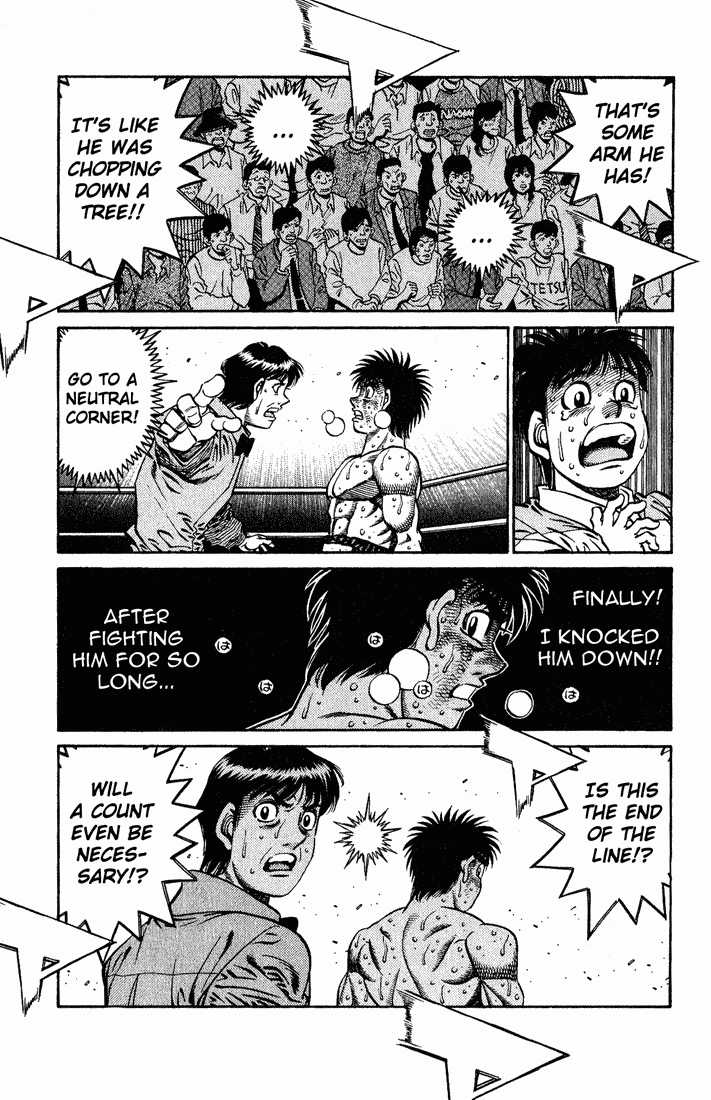 THAT'S
SOME
ARM HE
HAS!
...
...
IT'S LIKE
HE WAS
CHOPPING
DOWN A
TREE!!
TETSU
GO TO A
NEUTRAL
CORNER!
FINALLY!
I KNOCKED
HIM DOWN!!
は
は
は
は
は
AFTER
FIGHTING
HIM FOR SO
LONG...
IS THIS
THE END
OF THE
LINE!?
WILL
A COUNT
EVEN BE
NECES-
SARY!?